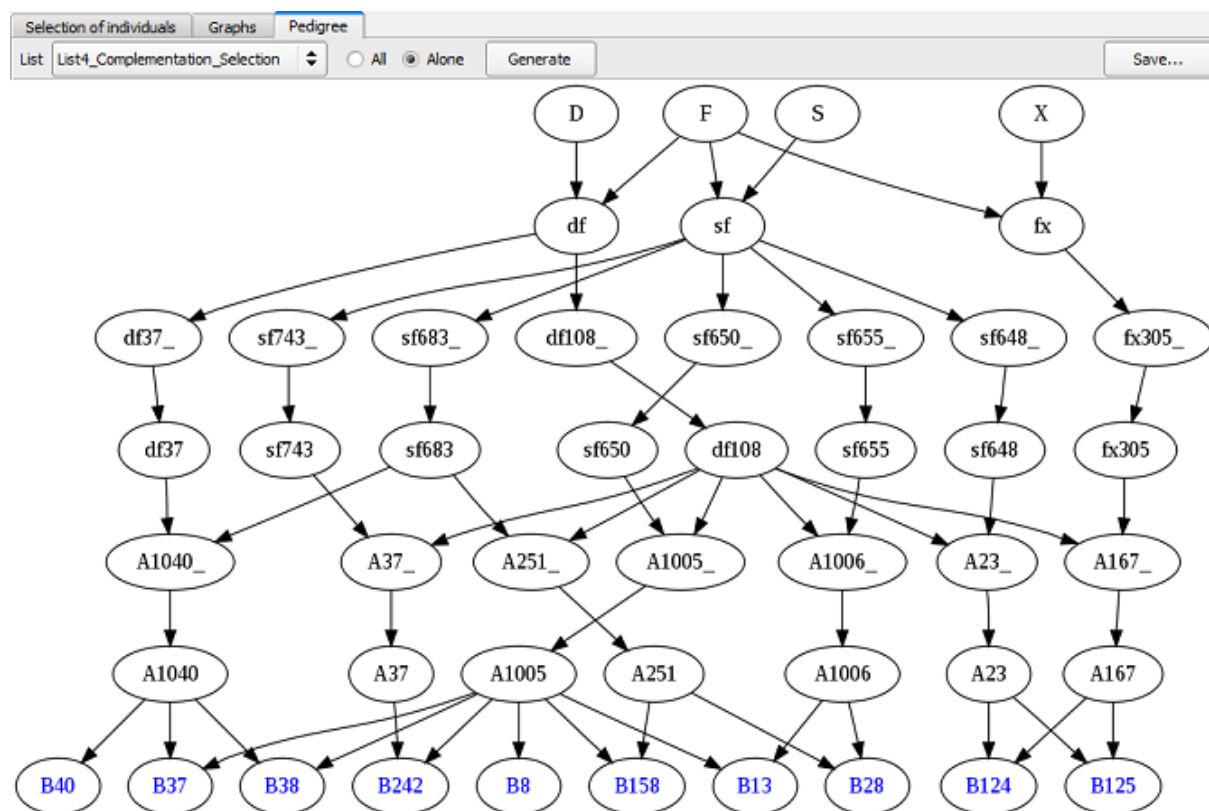 Selection of individuals Graphs Pedigree
List List4_Complementation_Selection All Alone Generate Save...
D F S X
df sf fx
df37_ sf743_ sf683_ df108_ sf650_ sf655_ sf648_ fx305_
df37 sf743 sf683 sf650 df108 sf655 sf648 fx305
A1040_ A37_ A251_ A1005_ A1006_ A23_ A167_
A1040 A37 A1005 A251 A1006 A23 A167
B40 B37 B38 B242 B8 B158 B13 B28 B124 B125